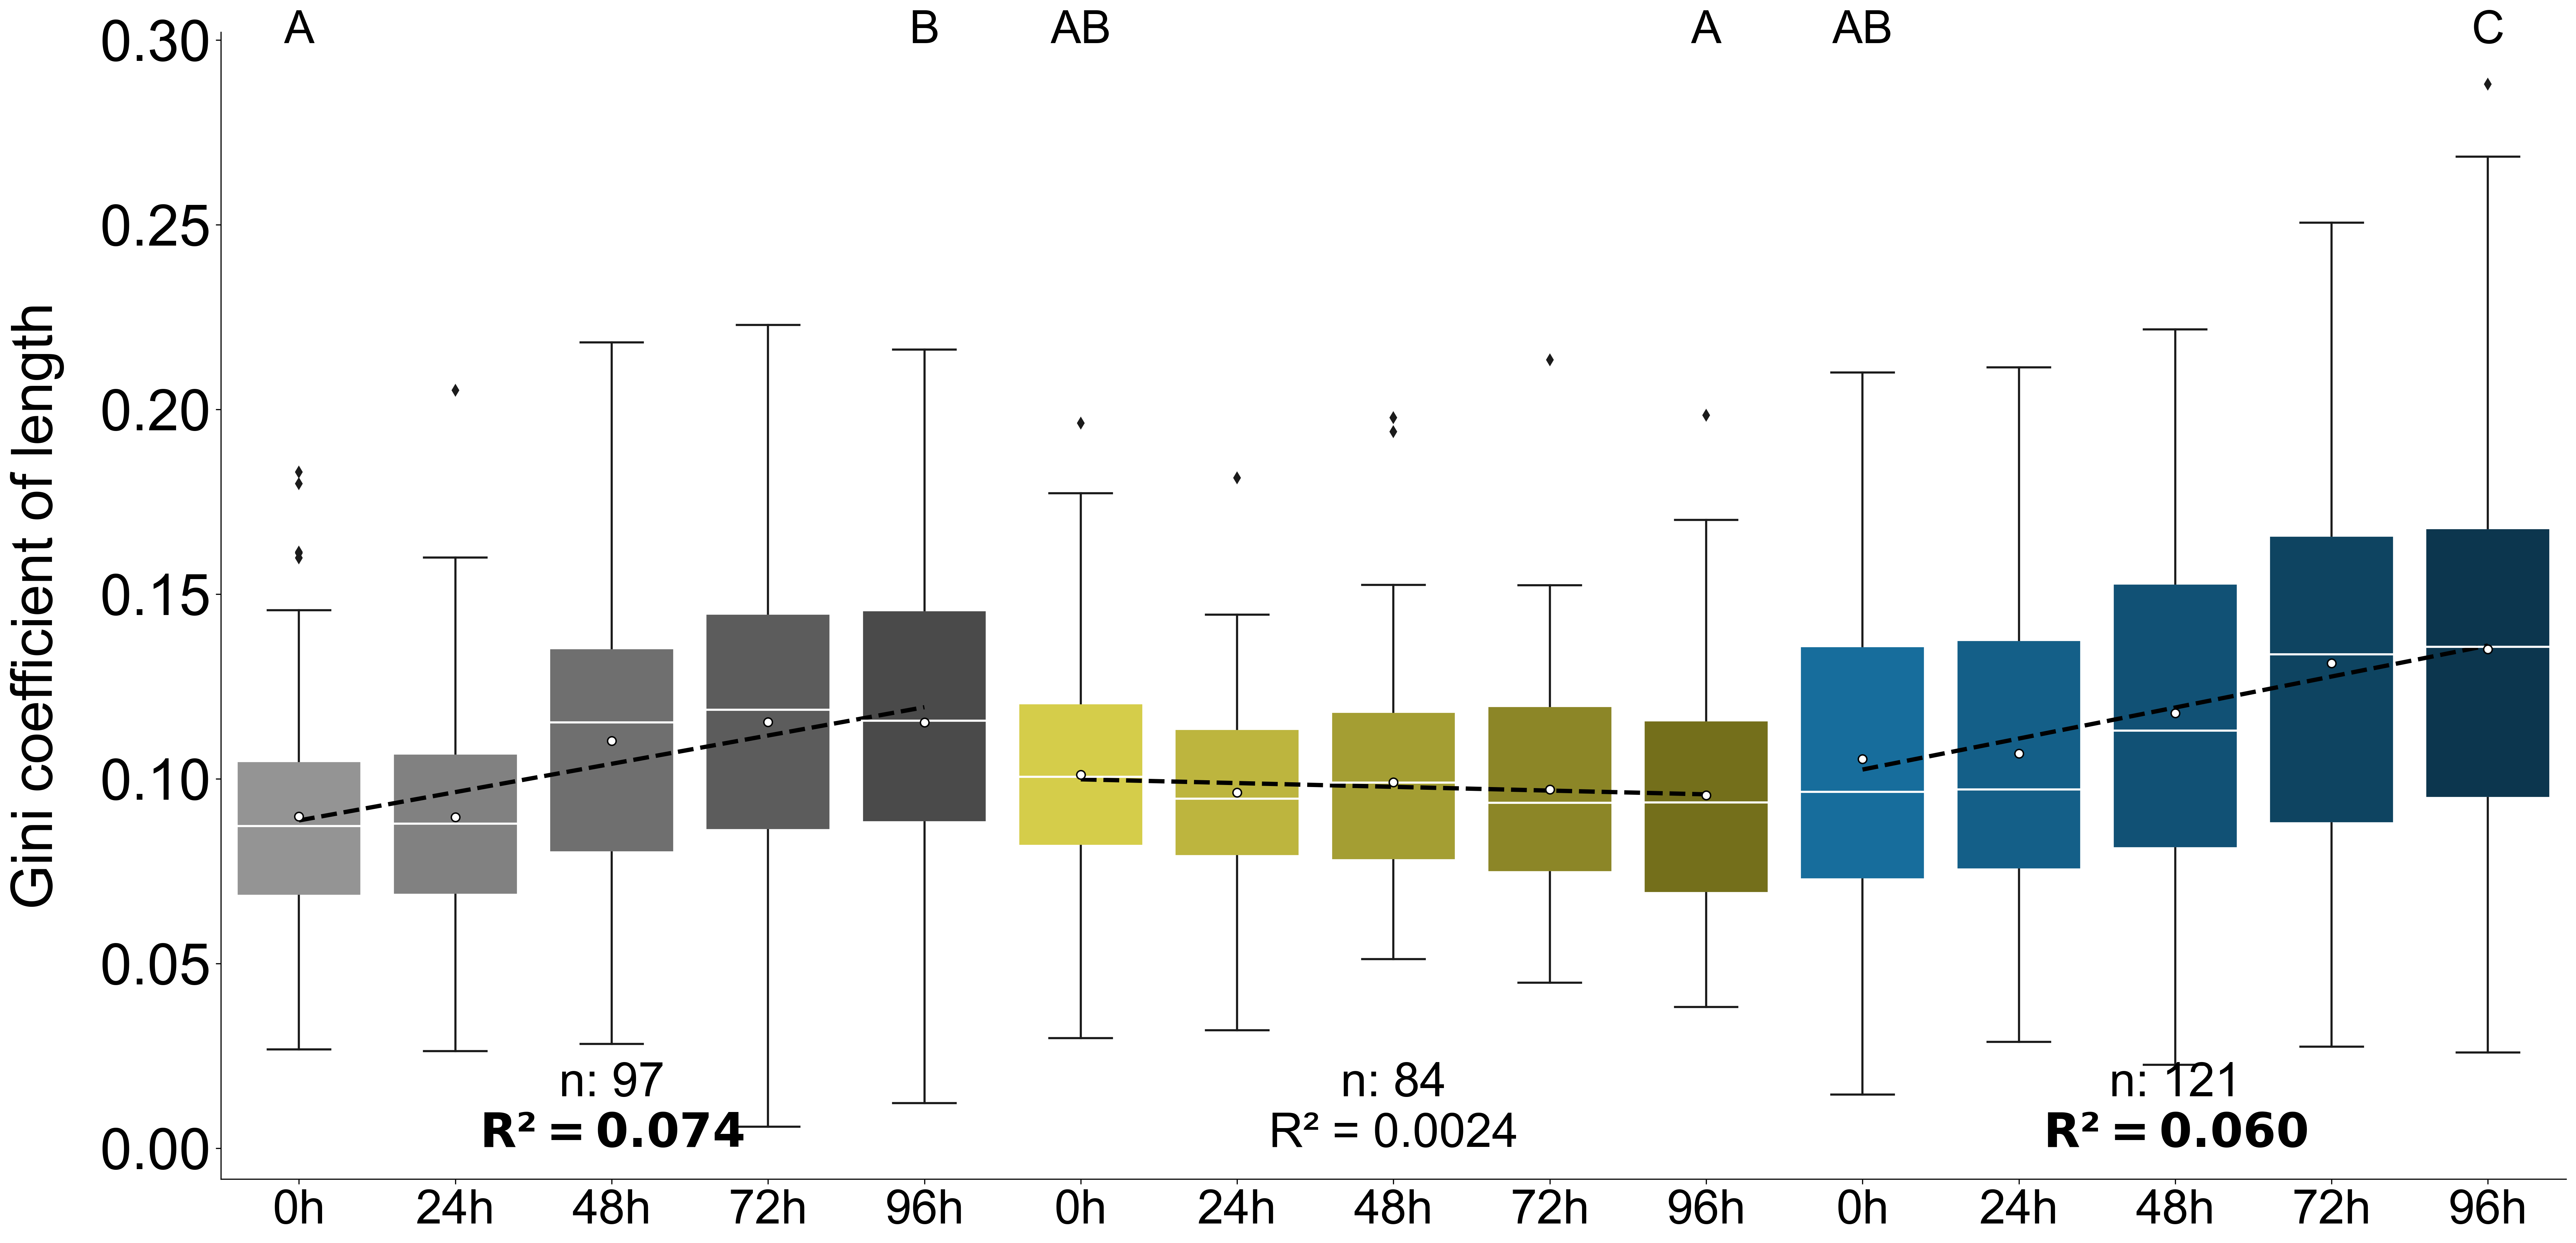 A B AB A AB C
0.30
0.25
0.20
0.15
0.10
0.05
0.00
Gini coefficient of length
n: 97 n: 84 n: 121
R² = 0.074 R² = 0.0024 R² = 0.060
0h 24h 48h 72h 96h 0h 24h 48h 72h 96h 0h 24h 48h 72h 96h